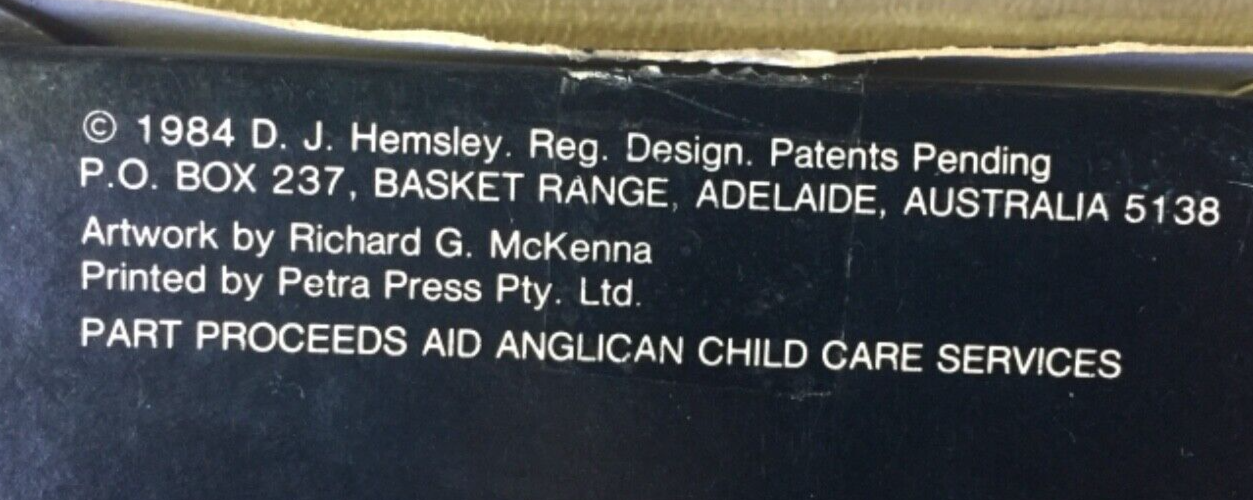 © 1984 D. J. Hemsley. Reg. Design. Patents Pending
P.O. BOX 237, BASKET RANGE, ADELAIDE, AUSTRALIA 5138
Artwork by Richard G. McKenna
Printed by Petra Press Pty. Ltd.
PART PROCEEDS AID ANGLICAN CHILD CARE SERVICES